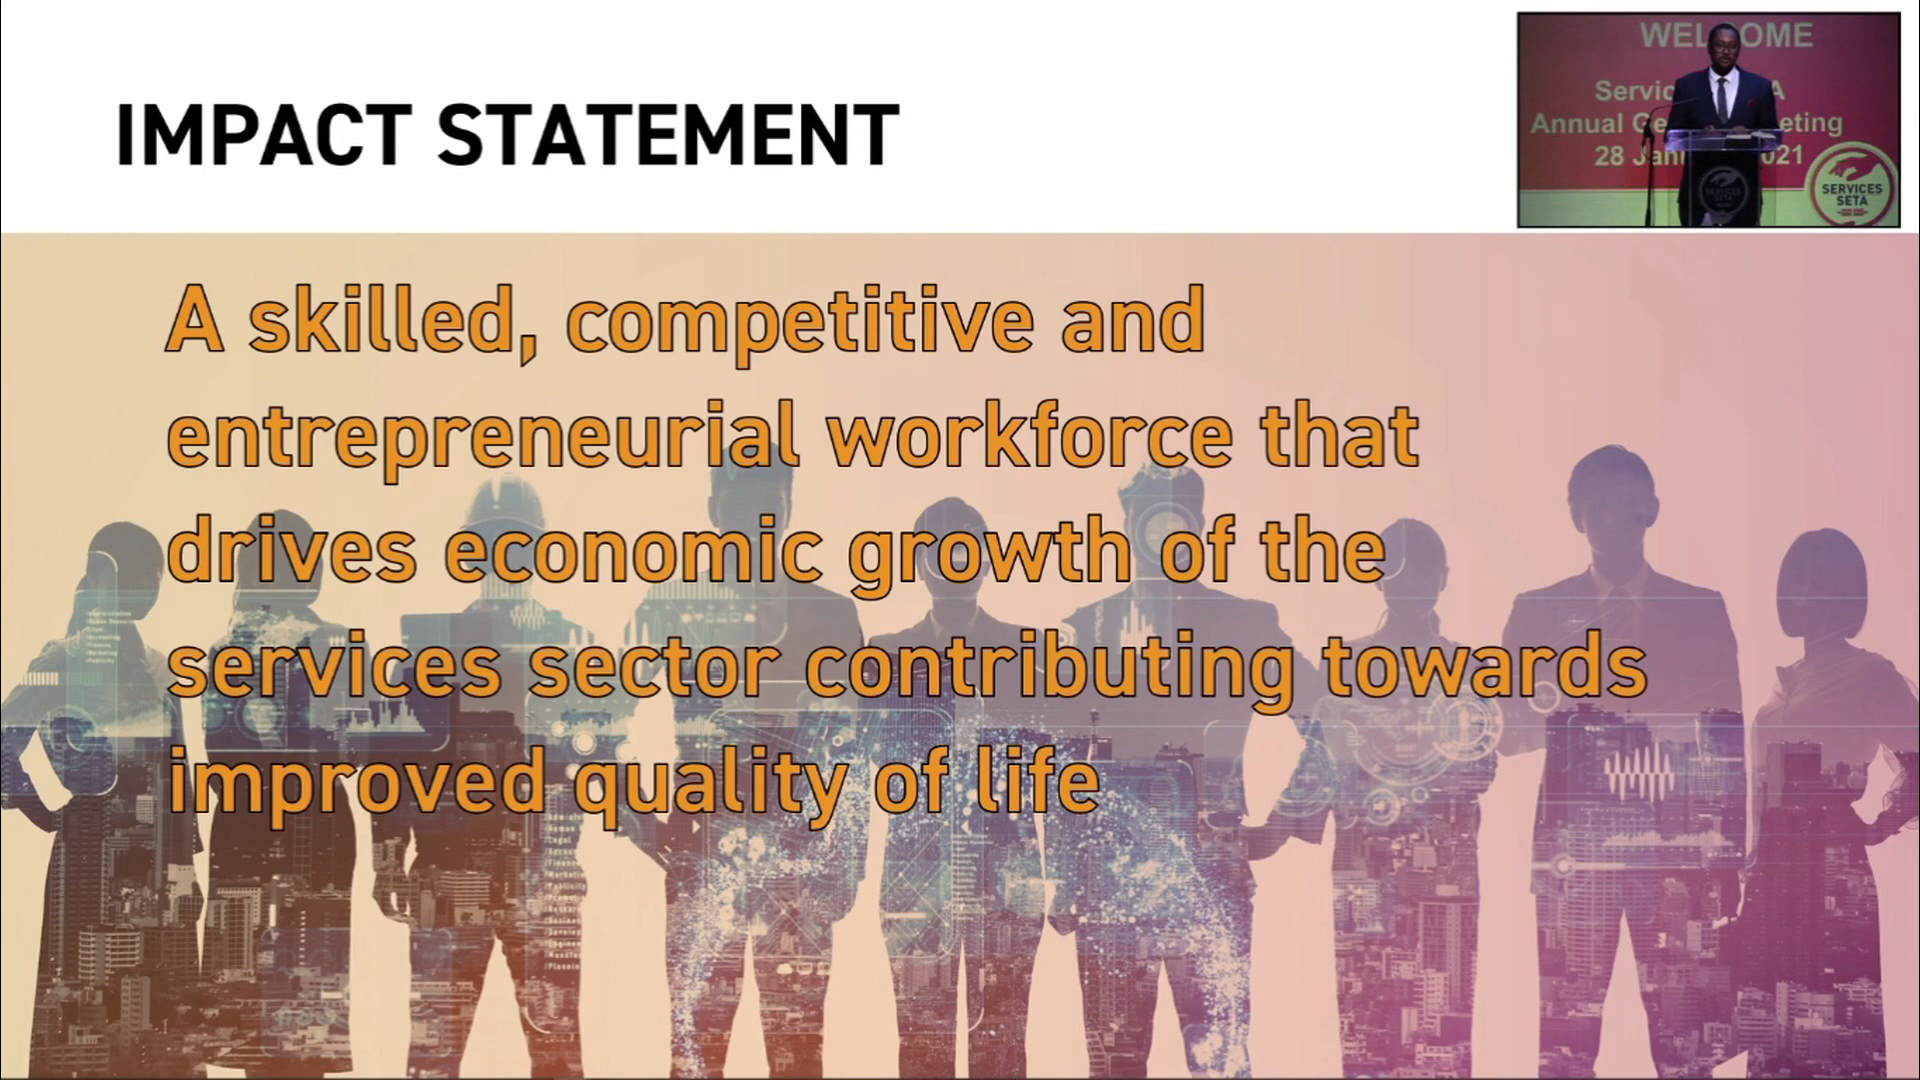 IMPACT STATEMENT
WEL OME
Servic A
Annual Ge eting
28 Jan 021
SERVICES
SETA
A skilled, competitive and
entrepreneurial workforce that
drives economic growth of the
services sector contributing towards
improved quality of life